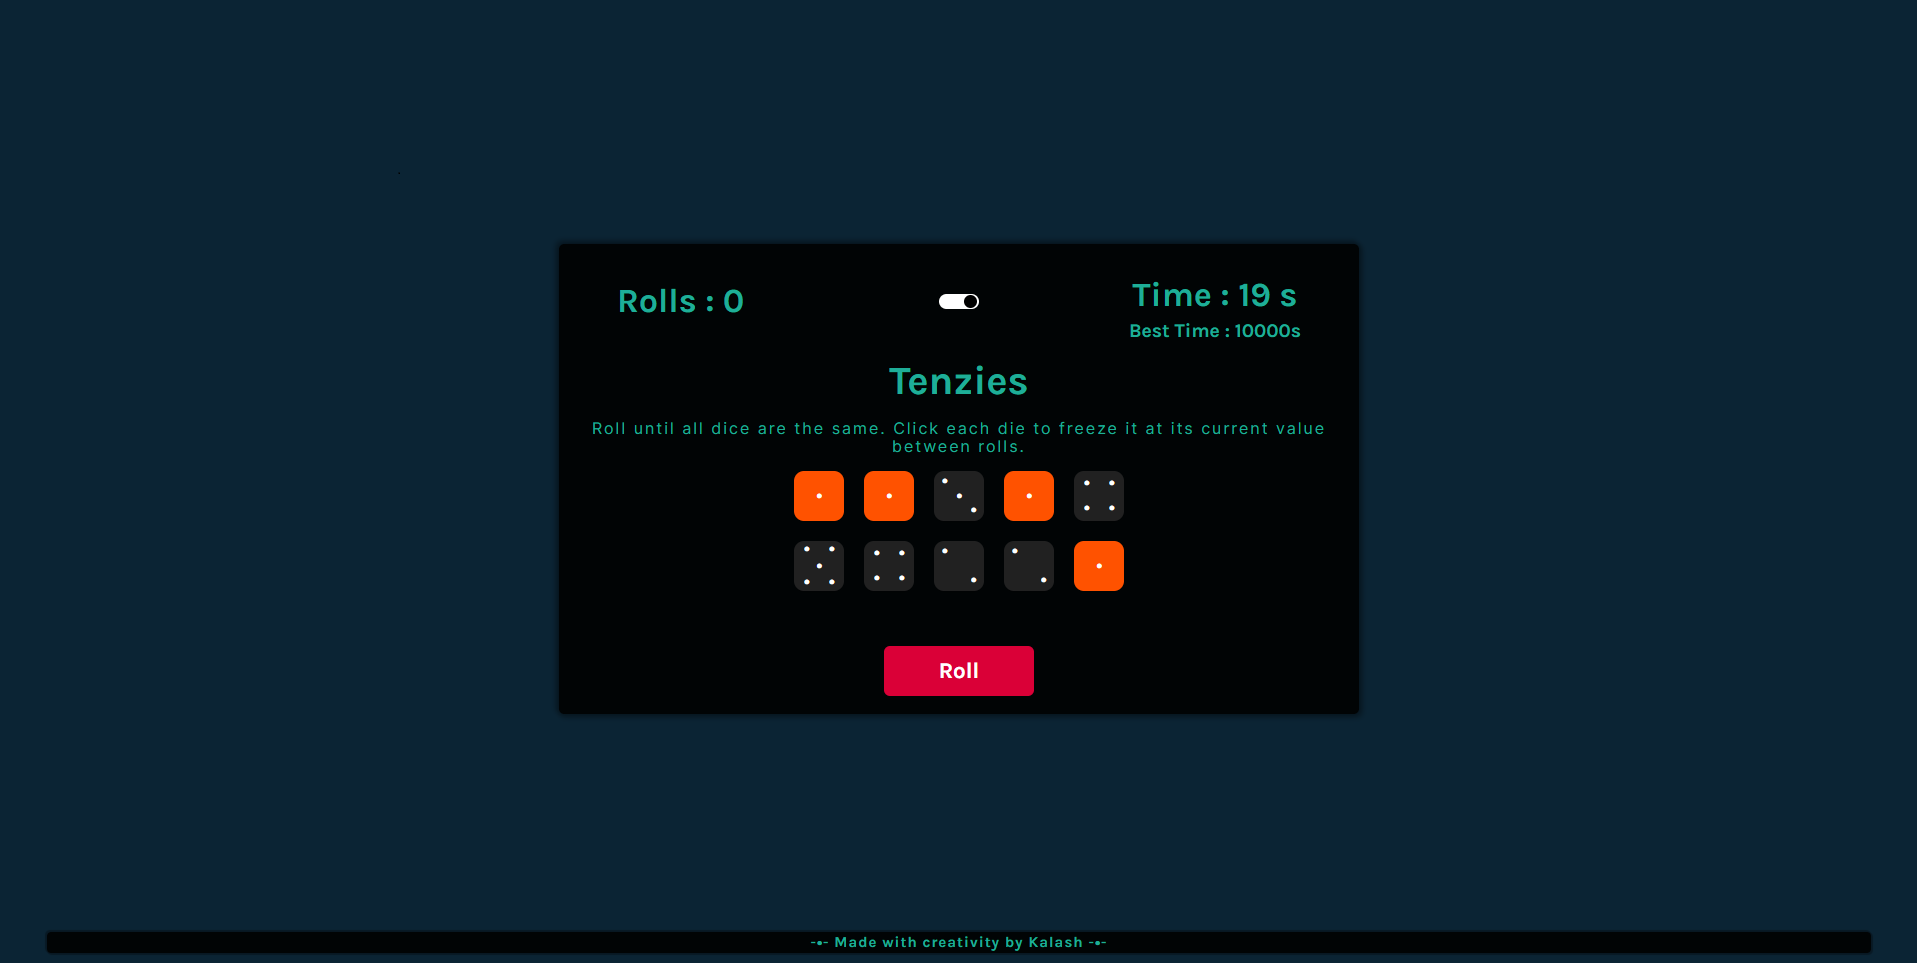 Rolls : 0
Time : 19 s
Best Time : 10000s
Tenzies
Roll until all dice are the same. Click each die to freeze it at its current value
between rolls.
Roll
-•- Made with creativity by Kalash -•-